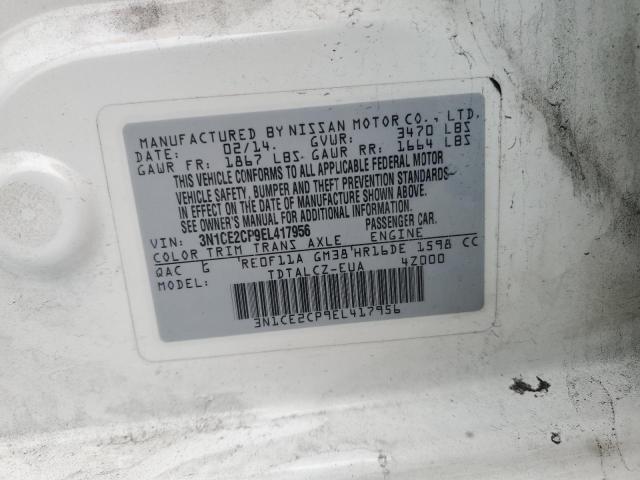 MANUFACTURED BY NISSAN MOTOR CO., LTD.
DATE: 02/14. GVWR: 3470 LBS
GAWR FR: 1867 LBS. GAWR RR: 1664 LBS
THIS VEHICLE CONFORMS TO ALL APPLICABLE FEDERAL MOTOR
VEHICLE SAFETY, BUMPER AND THEFT PREVENTION STANDARDS
IN EFFECT ON THE DATE OF MANUFACTURE SHOWN ABOVE.
SEE OWNER'S MANUAL FOR ADDITIONAL INFORMATION.
VIN: 3N1CE2CP9EL417956 PASSENGER CAR.
COLOR TRIM TRANS AXLE ENGINE
QAC G RE0F11A GM38 HR16DE 1598 CC
MODEL TDTALCZ-EUA 4Z000
3N1CE2CP9EL417956